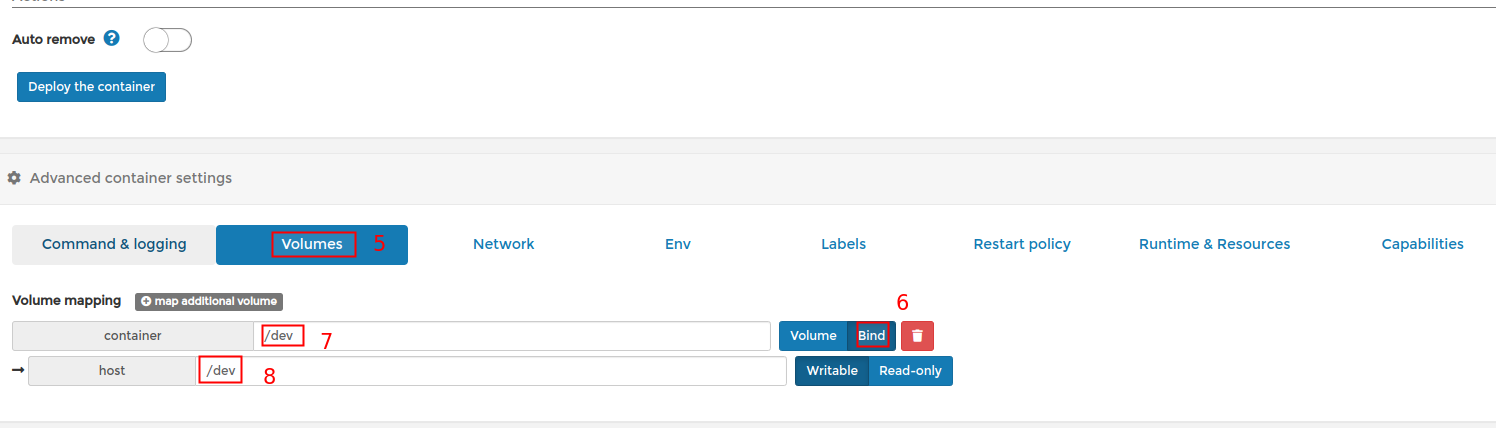 Auto remove ?
Deploy the container
Advanced container settings
Command & logging Volumes 5 Network Env Labels Restart policy Runtime & Resources Capabilities
Volume mapping map additional volume 6
container /dev 7 Volume Bind
host /dev 8 Writable Read-only